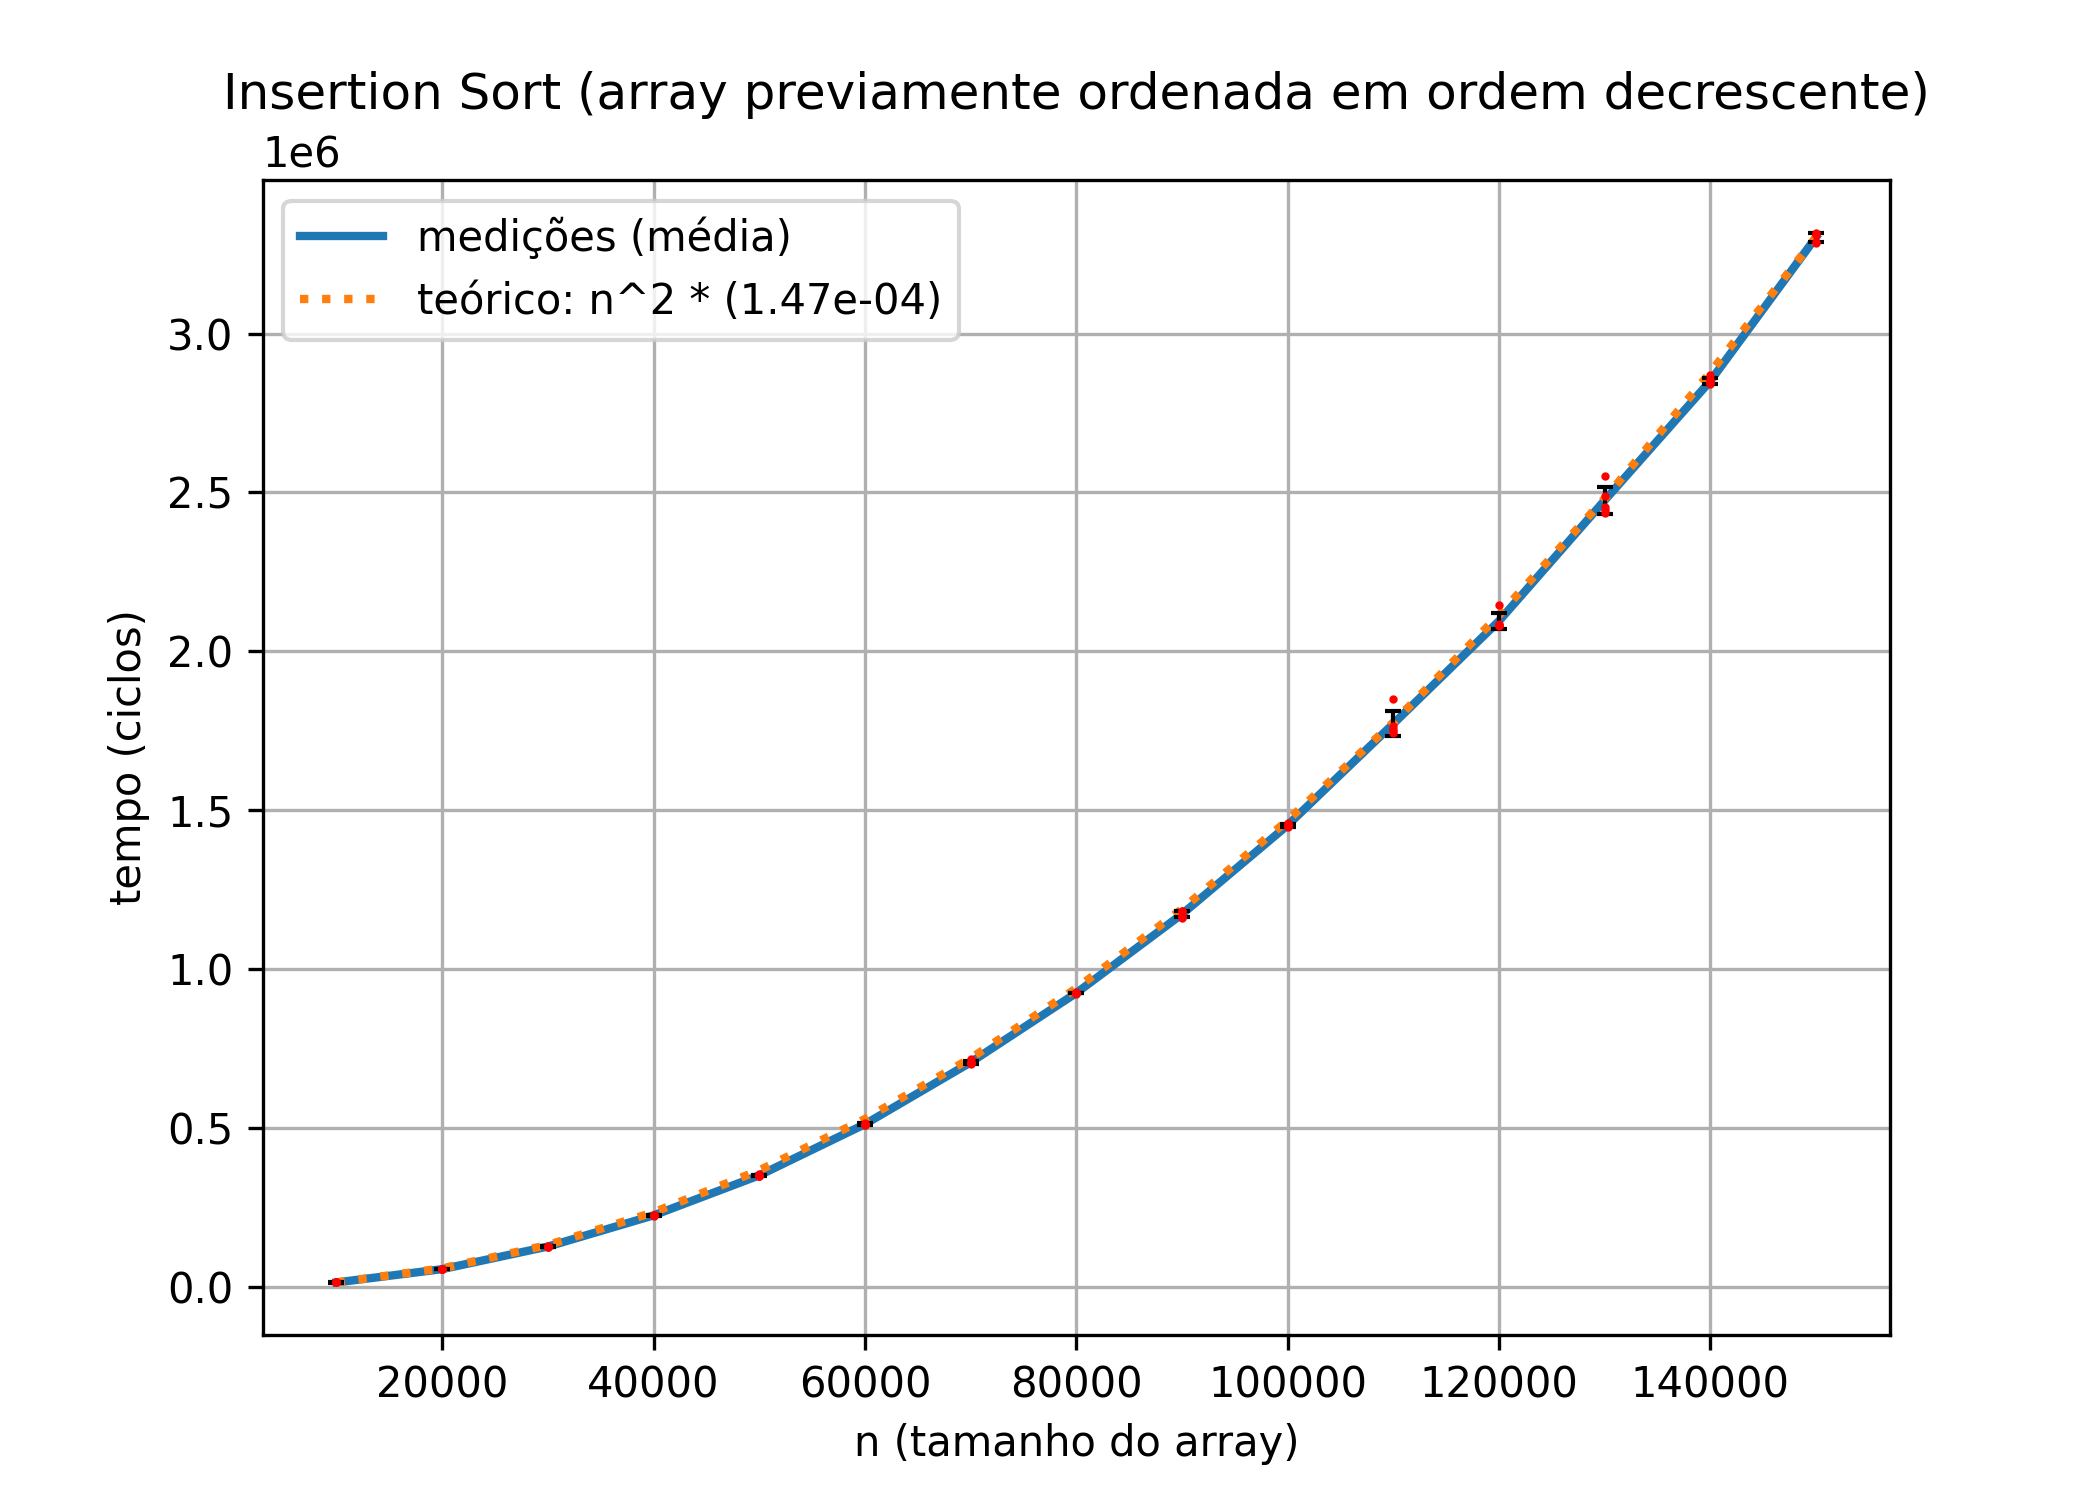 Insertion Sort (array previamente ordenada em ordem decrescente)
1e6
medições (média)
teórico: n^2 * (1.47e-04)
3.0
2.5
2.0
1.5
1.0
0.5
0.0
tempo (ciclos)
20000 40000 60000 80000 100000 120000 140000
n (tamanho do array)